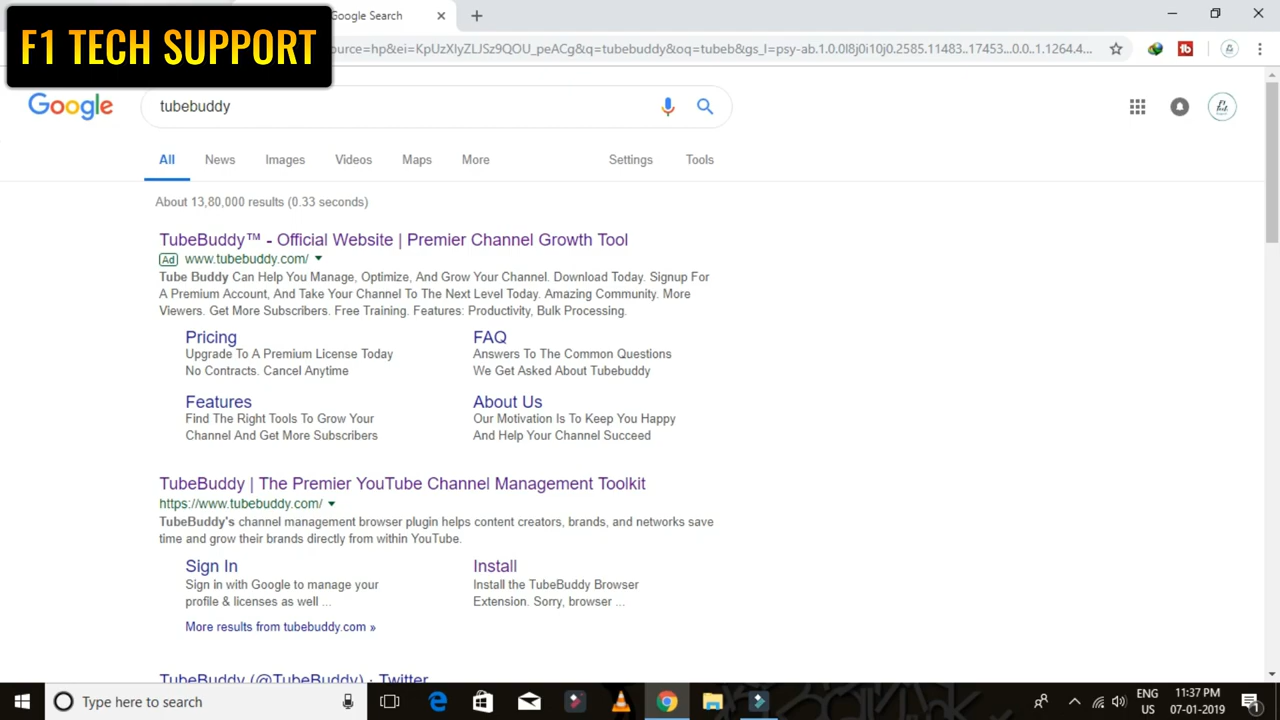 Google Search
F1 TECH SUPPORT
ource=hp&ei=KpUzXIyZLJSz9QOU_peACg&q=tubebuddy&oq=tubeb&gs_l=psy-ab.1.0.0l8j0i10j0.2585.11483..17453...0.0..1.1264.4...
Google
tubebuddy
All News Images Videos Maps More Settings Tools
About 13,80,000 results (0.33 seconds)
TubeBuddy™ - Official Website | Premier Channel Growth Tool
Ad www.tubebuddy.com/
Tube Buddy Can Help You Manage, Optimize, And Grow Your Channel. Download Today. Signup For
A Premium Account, And Take Your Channel To The Next Level Today. Amazing Community. More
Viewers. Get More Subscribers. Free Training. Features: Productivity, Bulk Processing.
Pricing
Upgrade To A Premium License Today
No Contracts. Cancel Anytime
FAQ
Answers To The Common Questions
We Get Asked About Tubebuddy
Features
Find The Right Tools To Grow Your
Channel And Get More Subscribers
About Us
Our Motivation Is To Keep You Happy
And Help Your Channel Succeed
TubeBuddy | The Premier YouTube Channel Management Toolkit
https://www.tubebuddy.com/
TubeBuddy's channel management browser plugin helps content creators, brands, and networks save
time and grow their brands directly from within YouTube.
Sign In
Sign in with Google to manage your
profile & licenses as well ...
Install
Install the TubeBuddy Browser
Extension. Sorry, browser ...
More results from tubebuddy.com »
TubeBuddy (@TubeBuddy) · Twitter
Type here to search
ENG
US
11:37 PM
07-01-2019